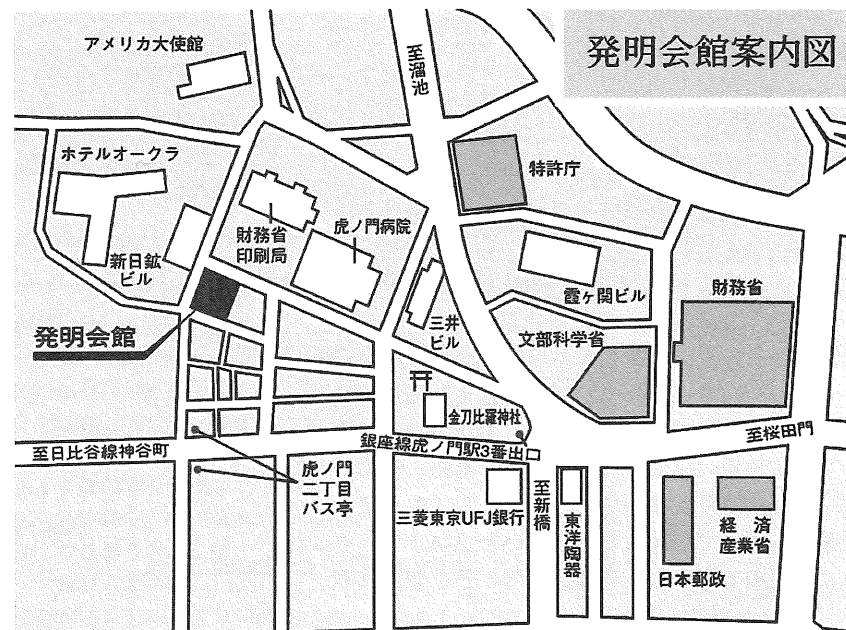 発明会館案内図
アメリカ大使館
至溜池
ホテルオークラ
特許庁
財務省
印刷局
虎ノ門病院
新日鉱
ビル
霞ヶ関ビル
財務省
三井
ビル
発明会館
文部科学省
金刀比羅神社
至桜田門
至日比谷線神谷町
銀座線虎ノ門駅3番出口
虎ノ門
二丁目
バス亭
三菱東京UFJ銀行
至新橋
東洋陶器
経済
産業省
日本郵政